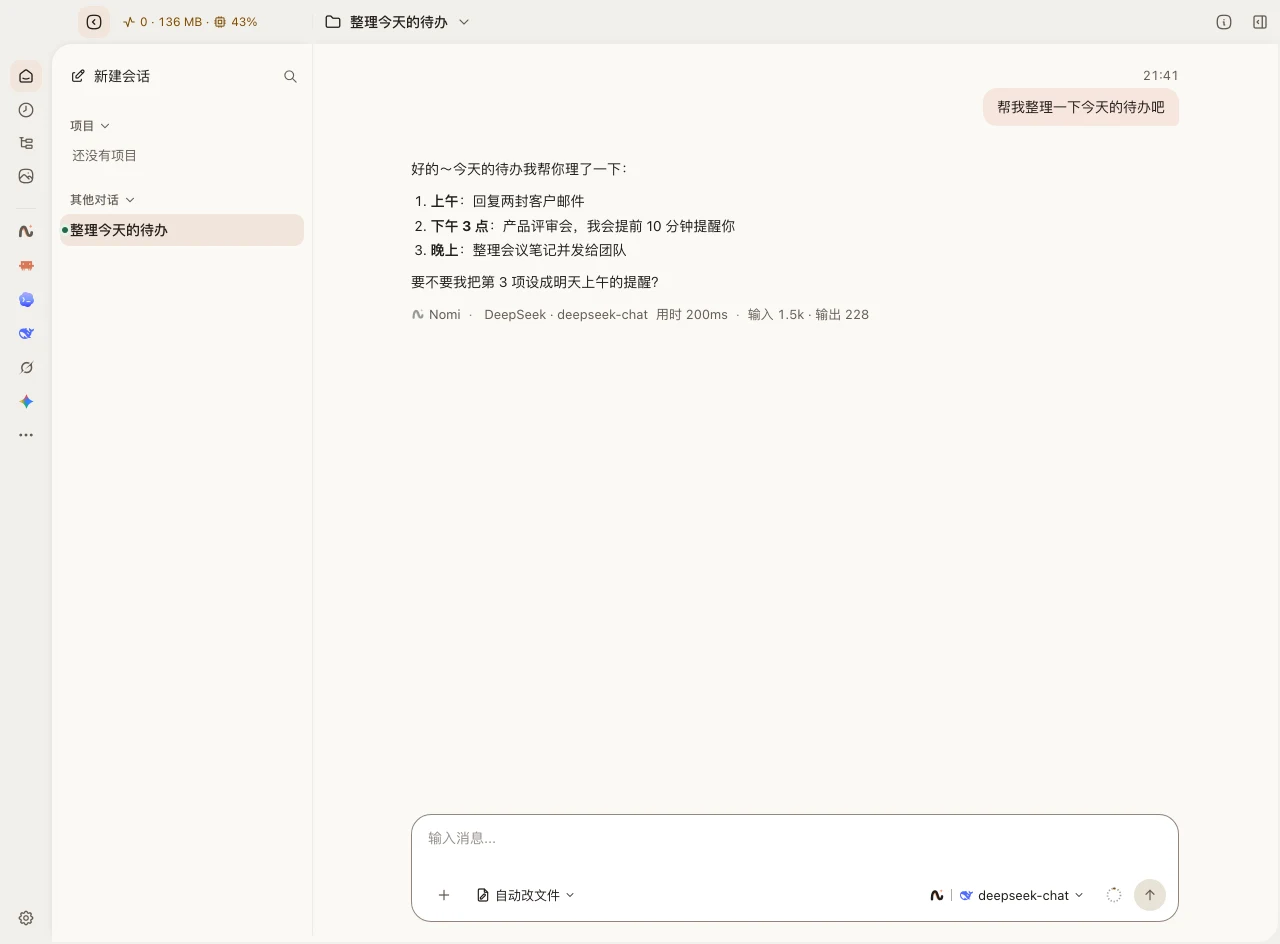 0 · 136 MB · 43%
整理今天的待办
新建会话
项目
还没有项目
其他对话
整理今天的待办
21:41
帮我整理一下今天的待办吧
好的～今天的待办我帮你理了一下：
1. 上午：回复两封客户邮件
2. 下午 3 点：产品评审会，我会提前 10 分钟提醒你
3. 晚上：整理会议笔记并发给团队
要不要我把第 3 项设成明天上午的提醒？
Nomi · DeepSeek · deepseek-chat 用时 200ms · 输入 1.5k · 输出 228
输入消息...
自动改文件
deepseek-chat